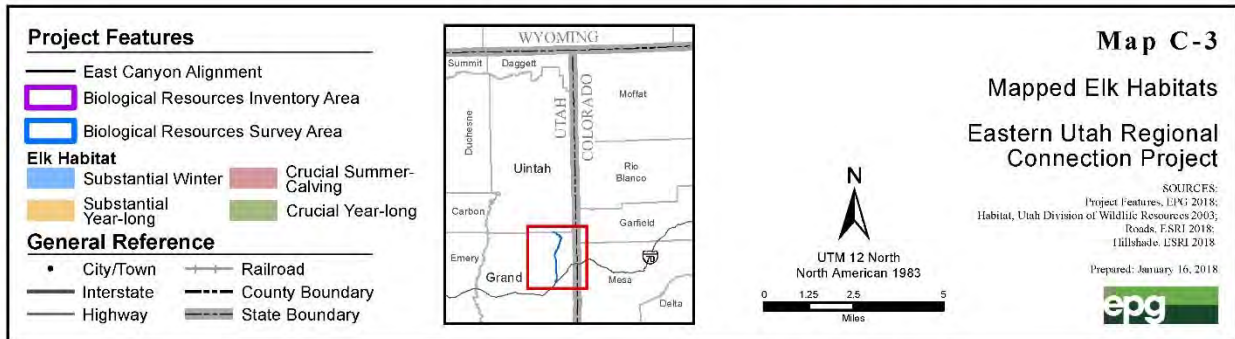 Project Features
East Canyon Alignment
Biological Resources Inventory Area
Biological Resources Survey Area
Elk Habitat
Substantial Winter
Crucial Summer-
Calving
Substantial
Year-long
Crucial Year-long
General Reference
City/Town
Railroad
Interstate
County Boundary
Highway
State Boundary
WYOMING
Summit
Daggett
UTAH
COLORADO
Moffat
Duchesne
Uintah
Rio
Blanco
Carbon
Garfield
Emery
Grand
70
Mesa
Delta
N
UTM 12 North
North American 1983
0 1.25 2.5 5
Miles
Map C-3
Mapped Elk Habitats
Eastern Utah Regional
Connection Project
SOURCES:
Project Features, EPG 2018;
Habitat, Utah Division of Wildlife Resources 2003;
Roads, ESRI 2018;
Hillshade, ESRI 2018
Prepared: January 16, 2018
epg